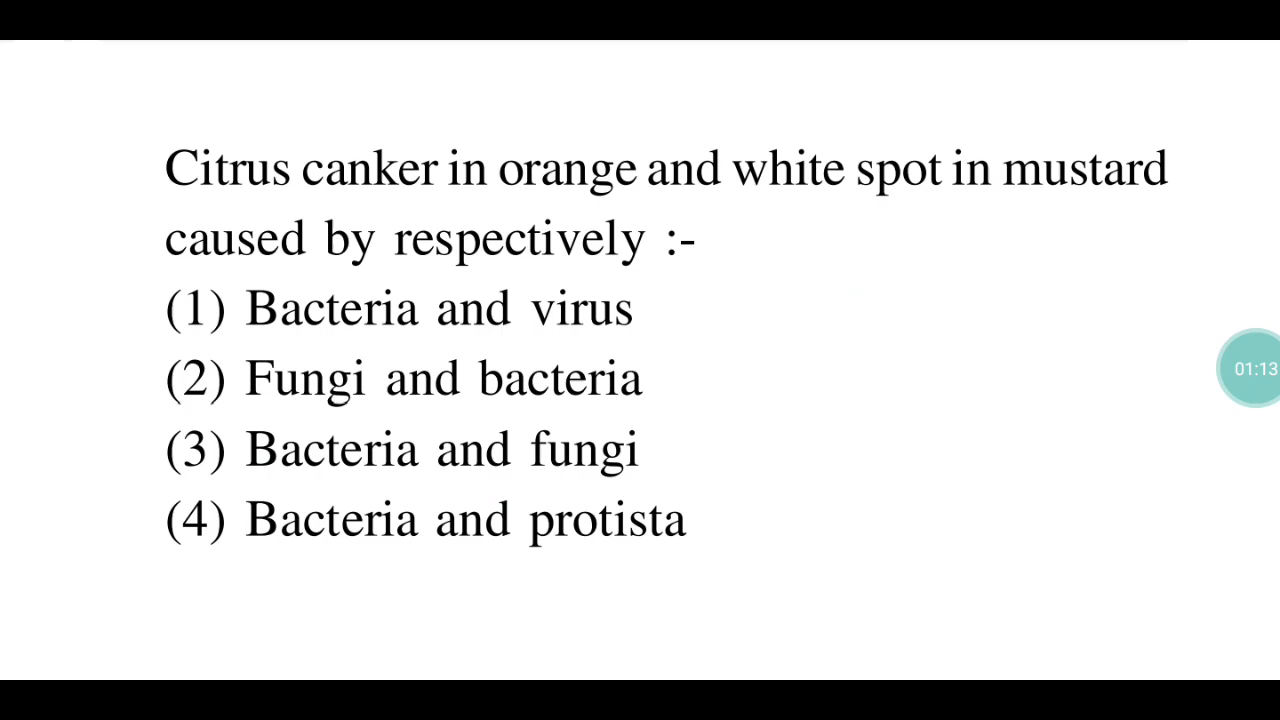 Citrus canker in orange and white spot in mustard
caused by respectively :-
(1) Bacteria and virus
(2) Fungi and bacteria
(3) Bacteria and fungi
(4) Bacteria and protista
01:13